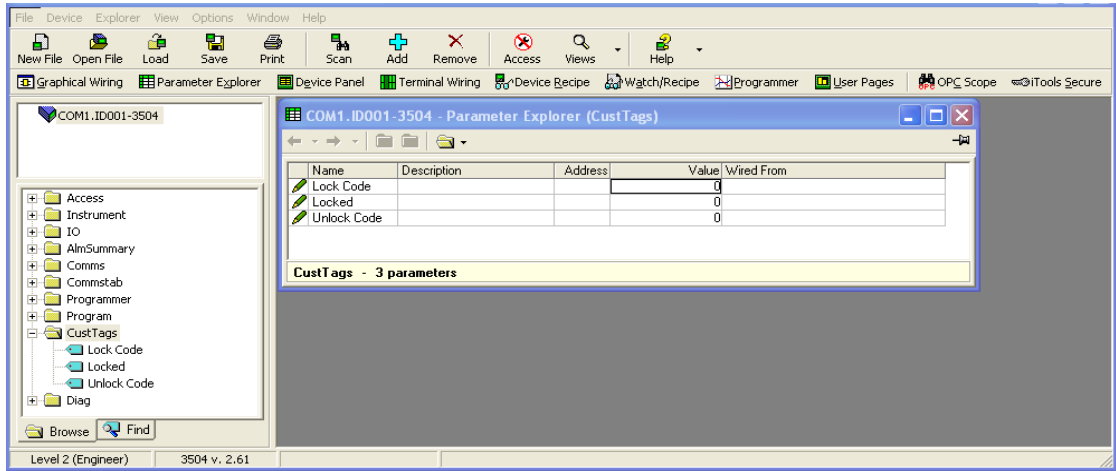 File Device Explorer View Options Window Help
New File Open File Load Save Print Scan Add Remove Access Views Help
Graphical Wiring Parameter Explorer Device Panel Terminal Wiring Device Recipe Watch/Recipe Programmer User Pages OPC Scope iTools Secure
COM1.ID001-3504
COM1.ID001-3504 - Parameter Explorer (CustTags)
Name Description Address Value Wired From
Lock Code 0
Locked 0
Unlock Code 0
CustTags - 3 parameters
Access
Instrument
IO
AlmSummary
Comms
Commstab
Programmer
Program
CustTags
Lock Code
Locked
Unlock Code
Diag
Browse Find
Level 2 (Engineer) 3504 v. 2.61